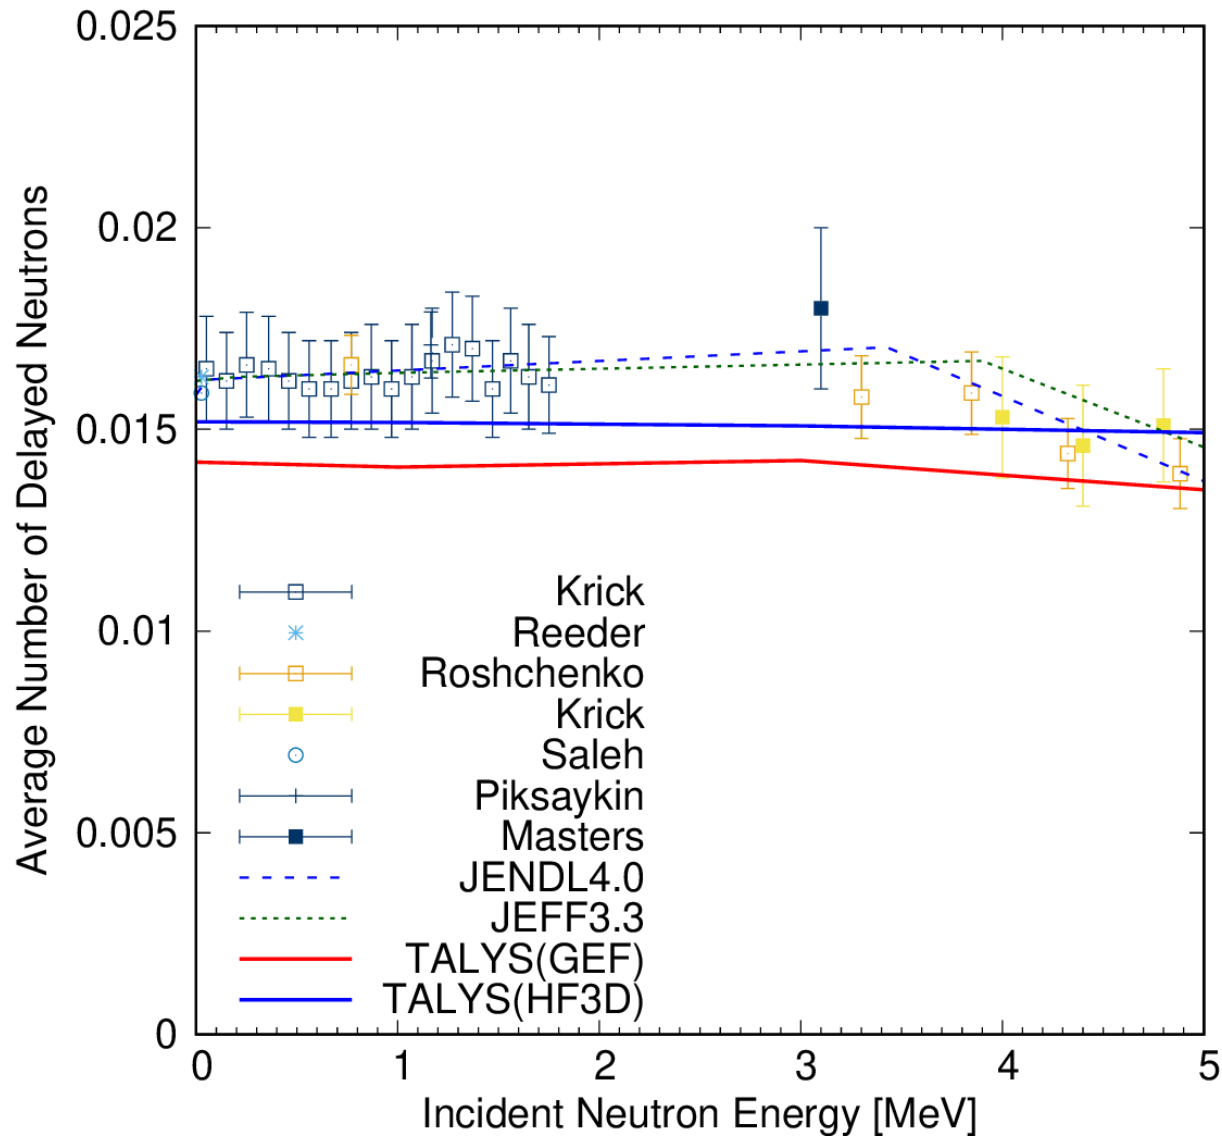 0.025
0.02
0.015
0.01
0.005
0
Average Number of Delayed Neutrons
Krick
Reeder
Roshchenko
Krick
Saleh
Piksaykin
Masters
JENDL4.0
JEFF3.3
TALYS(GEF)
TALYS(HF3D)
0 1 2 3 4 5
Incident Neutron Energy [MeV]